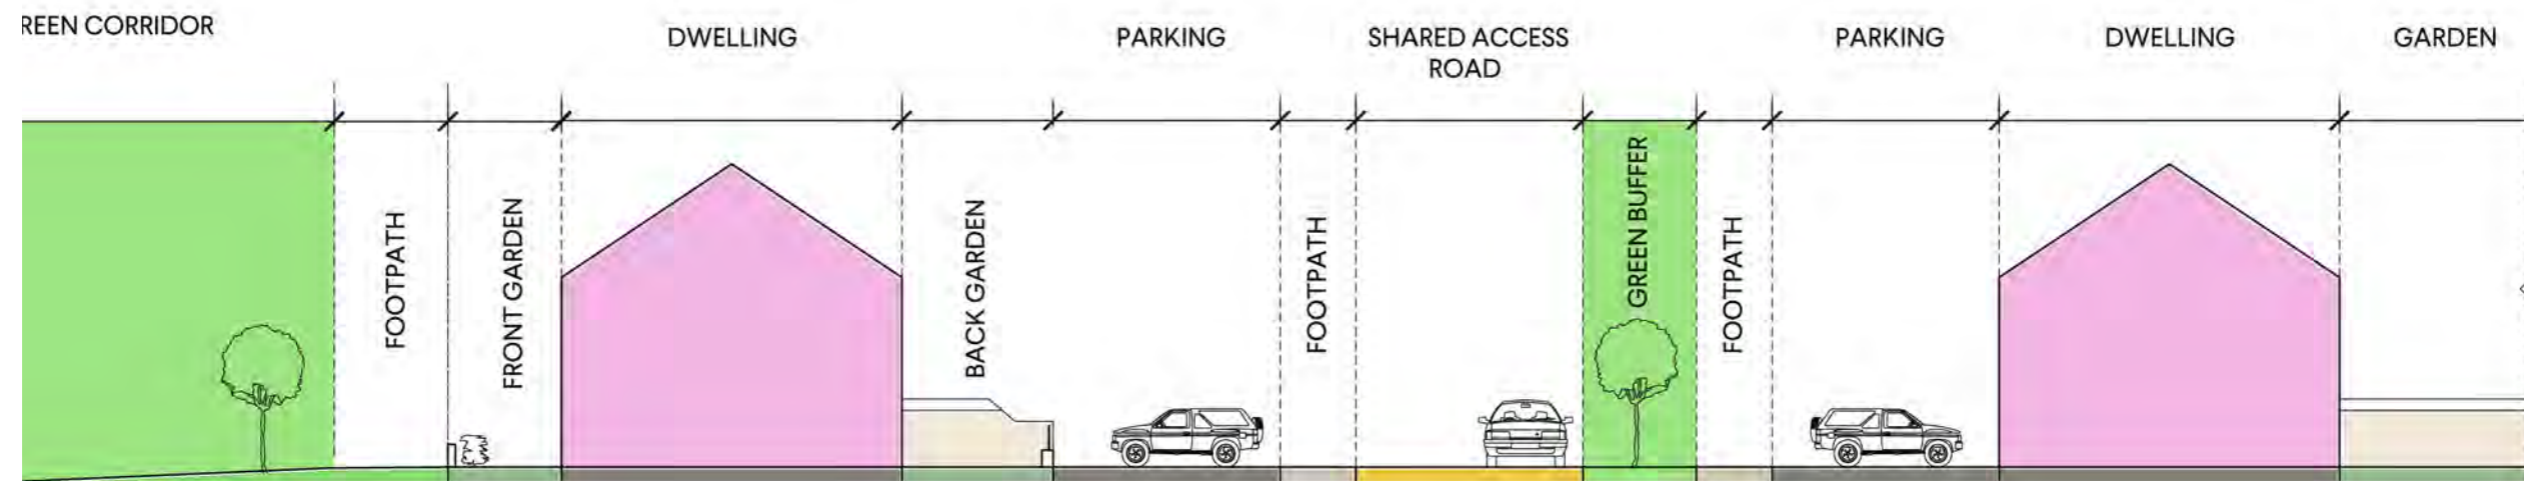 REEN CORRIDOR
DWELLING
PARKING
SHARED ACCESS
ROAD
PARKING
DWELLING
GARDEN
FOOTPATH
FRONT GARDEN
BACK GARDEN
FOOTPATH
GREEN BUFFER
FOOTPATH